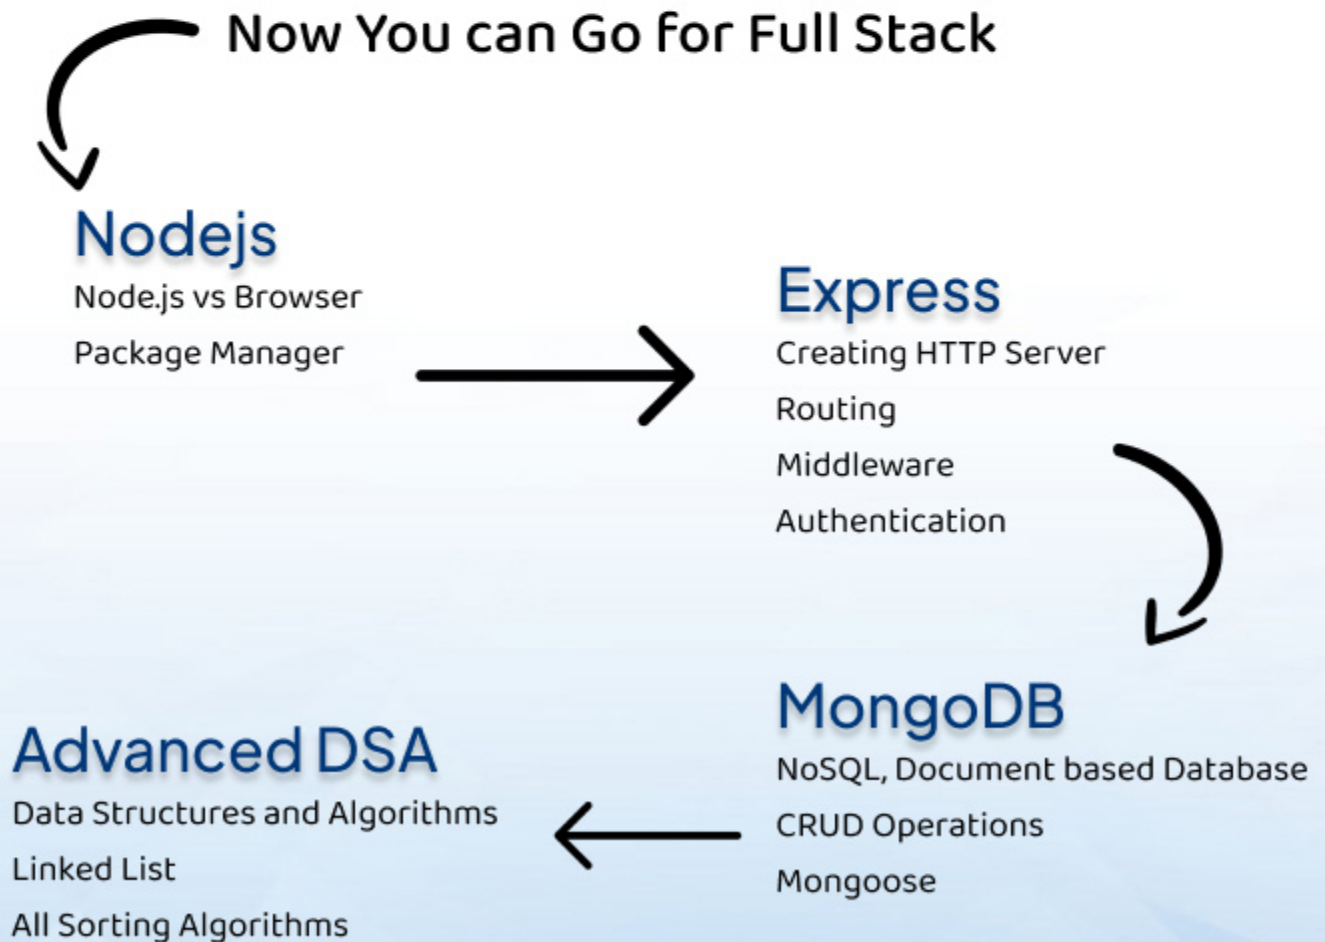 Now You can Go for Full Stack
Nodejs
Node.js vs Browser
Package Manager
Express
Creating HTTP Server
Routing
Middleware
Authentication
MongoDB
NoSQL, Document based Database
CRUD Operations
Mongoose
Advanced DSA
Data Structures and Algorithms
Linked List
All Sorting Algorithms